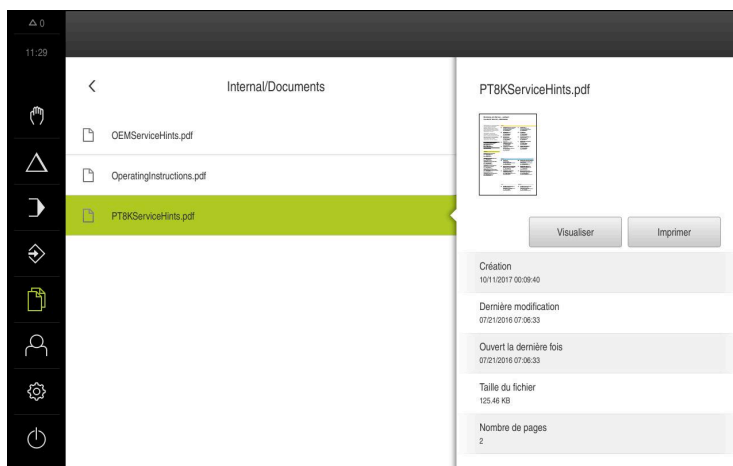 0
11:29
Internal/Documents
OEMServiceHints.pdf
OperatingInstructions.pdf
PT8KServiceHints.pdf
PT8KServiceHints.pdf
Visualiser
Imprimer
Création
10/11/2017 00:09:40
Dernière modification
07/21/2016 07:06:33
Ouvert la dernière fois
07/21/2016 07:06:33
Taille du fichier
125.46 KB
Nombre de pages
2